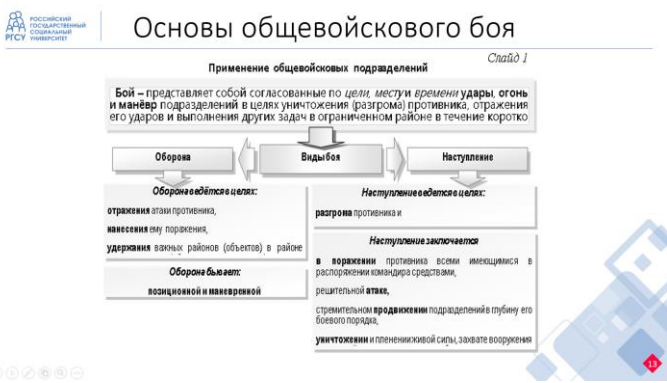 РОССИЙСКИЙ
ГОСУДАРСТВЕННЫЙ
СОЦИАЛЬНЫЙ
УНИВЕРСИТЕТ
РГСУ
Основы общевойскового боя
Слайд 1
Применение общевойсковых подразделений
Бой – представляет собой согласованные по цели, месту и времени удары, огонь
и манёвр подразделений в целях уничтожения (разгрома) противника, отражения
его ударов и выполнения других задач в ограниченном районе в течение коротко
Оборона
Виды боя
Наступление
Оборона ведётся в целях:
отражения атаки противника,
нанесения ему поражения,
удержания важных районов (объектов) в районе
Оборона бывает:
позиционной и маневренной
Наступление ведется в целях:
разгрома противника и
Наступление заключается
в поражении противника всеми имеющимися в
распоряжении командира средствами,
решительной атаке,
стремительном продвижении подразделений в глубину его
боевого порядка,
уничтожении и пленении живой силы, захвате вооружения
13